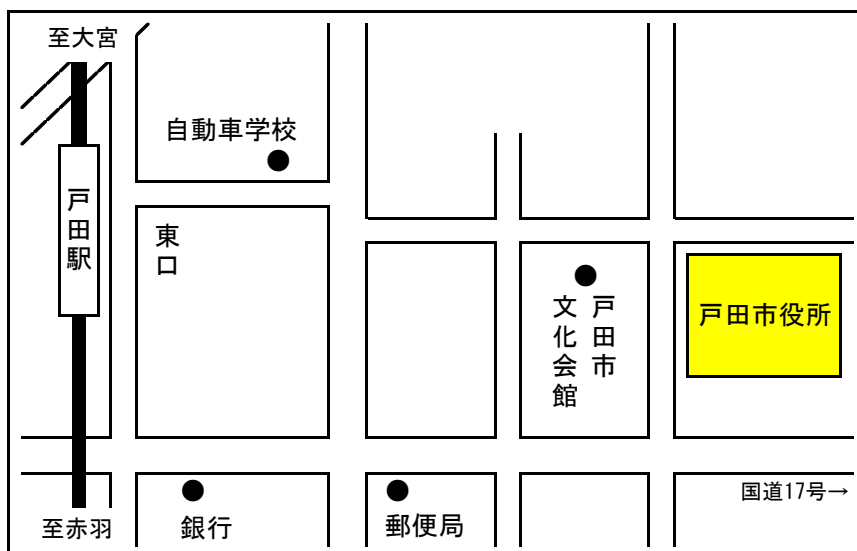 至大宮
自動車学校
戸田駅
東口
戸田市
文化会館
戸田市役所
国道17号→
至赤羽
銀行
郵便局